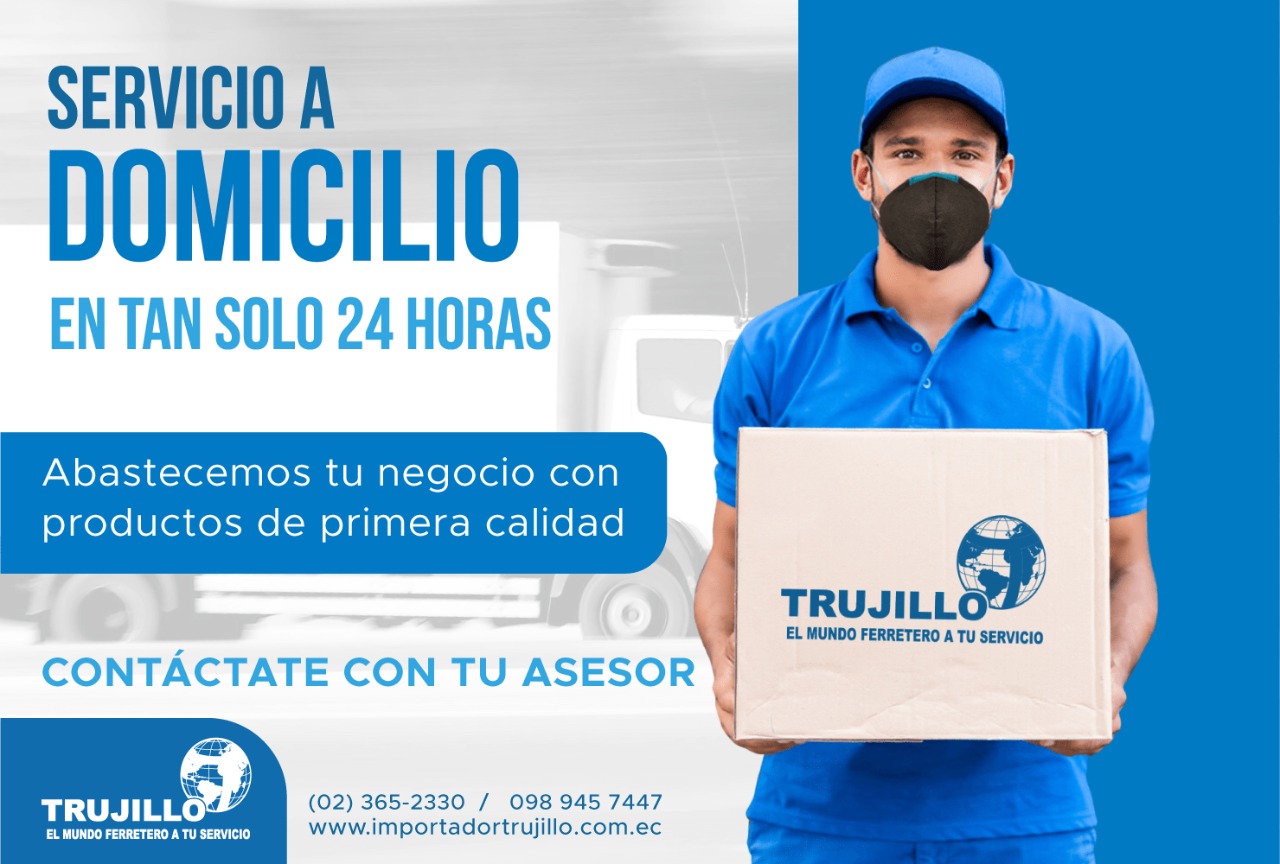 SERVICIO A
DOMICILIO
EN TAN SOLO 24 HORAS
Abastecemos tu negocio con
productos de primera calidad
CONTÁCTATE CON TU ASESOR
TRUJILLO
EL MUNDO FERRETERO A TU SERVICIO
(02) 365-2330 / 098 945 7447
www.importadortrujillo.com.ec
TRUJILLO
EL MUNDO FERRETERO A TU SERVICIO